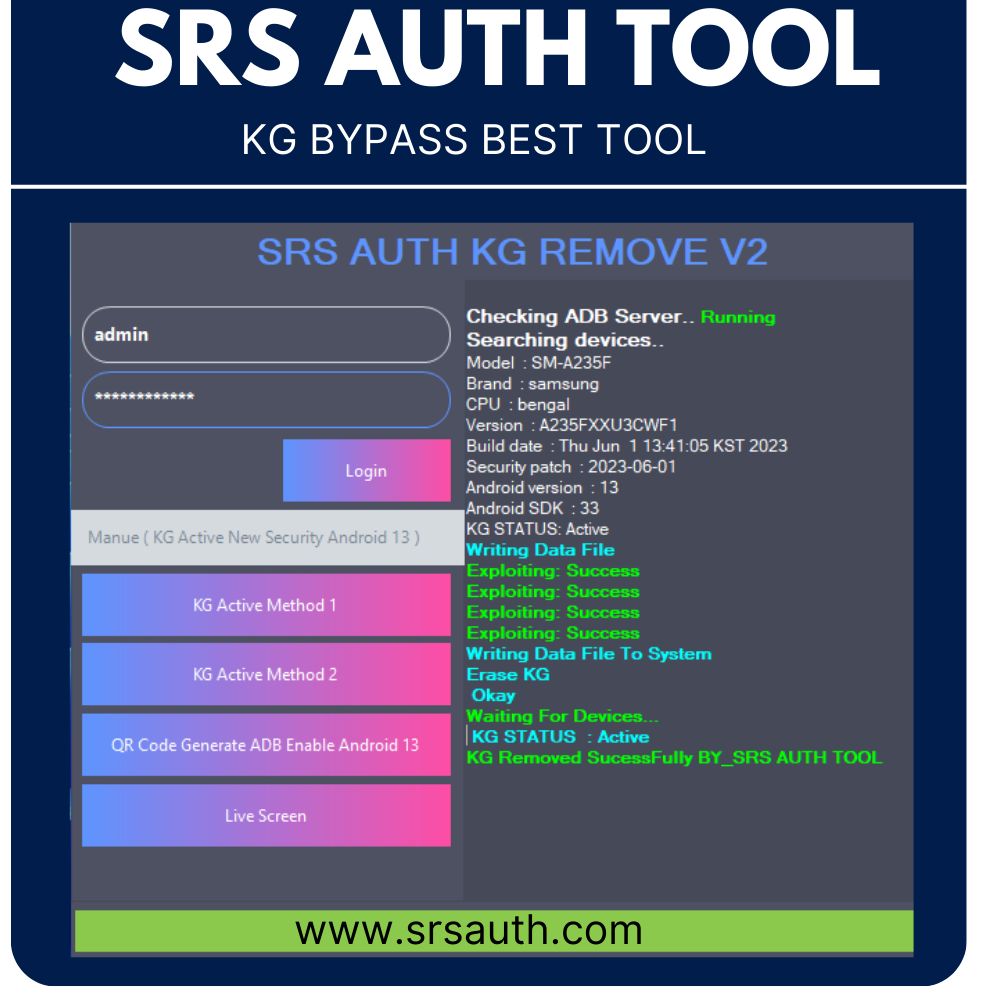 SRS AUTH TOOL
KG BYPASS BEST TOOL
SRS AUTH KG REMOVE V2
admin
************
Login
Manue ( KG Active New Security Android 13 )
KG Active Method 1
KG Active Method 2
QR Code Generate ADB Enable Android 13
Live Screen
Checking ADB Server.. Running
Searching devices..
Model : SM-A235F
Brand : samsung
CPU : bengal
Version : A235FXXU3CWF1
Build date : Thu Jun 1 13:41:05 KST 2023
Security patch : 2023-06-01
Android version : 13
Android SDK : 33
KG STATUS: Active
Writing Data File
Exploiting: Success
Exploiting: Success
Exploiting: Success
Exploiting: Success
Writing Data File To System
Erase KG
Okay
Waiting For Devices...
KG STATUS : Active
KG Removed SucessFully BY_SRS AUTH TOOL
www.srsauth.com